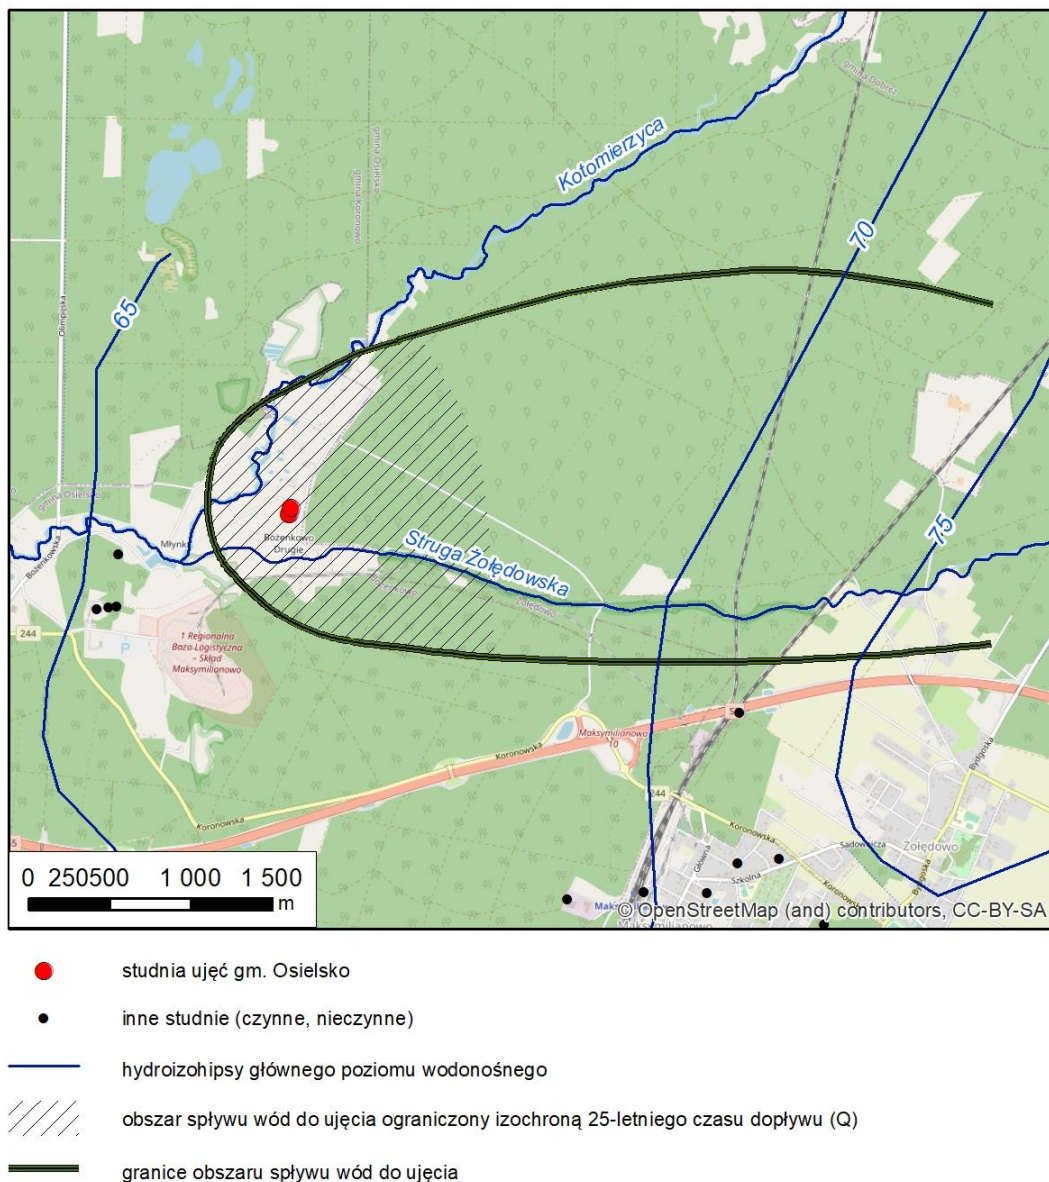 gmina Dobrcz
gmina Osielsko
gmina Koronowo
Kotomierzyca
70
65
Olimpijska
75
gmina Osielsko
Młynki
Bożenkowo
Drugie
Struga Żołędowska
Bożenkowska
Żołędowo
244
1 Regionalna
Baza Logistyczna
– Skład
Maksymilianowo
P
Maksymilianowo
10
Koronowska
Koronowska
244
Koronowska
Bydgoska
Główna
Szkolna
Sadownicza
Żołędowo
Bydgoska
0 250500 1 000 1 500
m
© OpenStreetMap (and) contributors, CC-BY-SA
Maksymilianowo
studnia ujęć gm. Osielsko
inne studnie (czynne, nieczynne)
hydroizohipsy głównego poziomu wodonośnego
obszar spływu wód do ujęcia ograniczony izochroną 25-letniego czasu dopływu (Q)
granice obszaru spływu wód do ujęcia